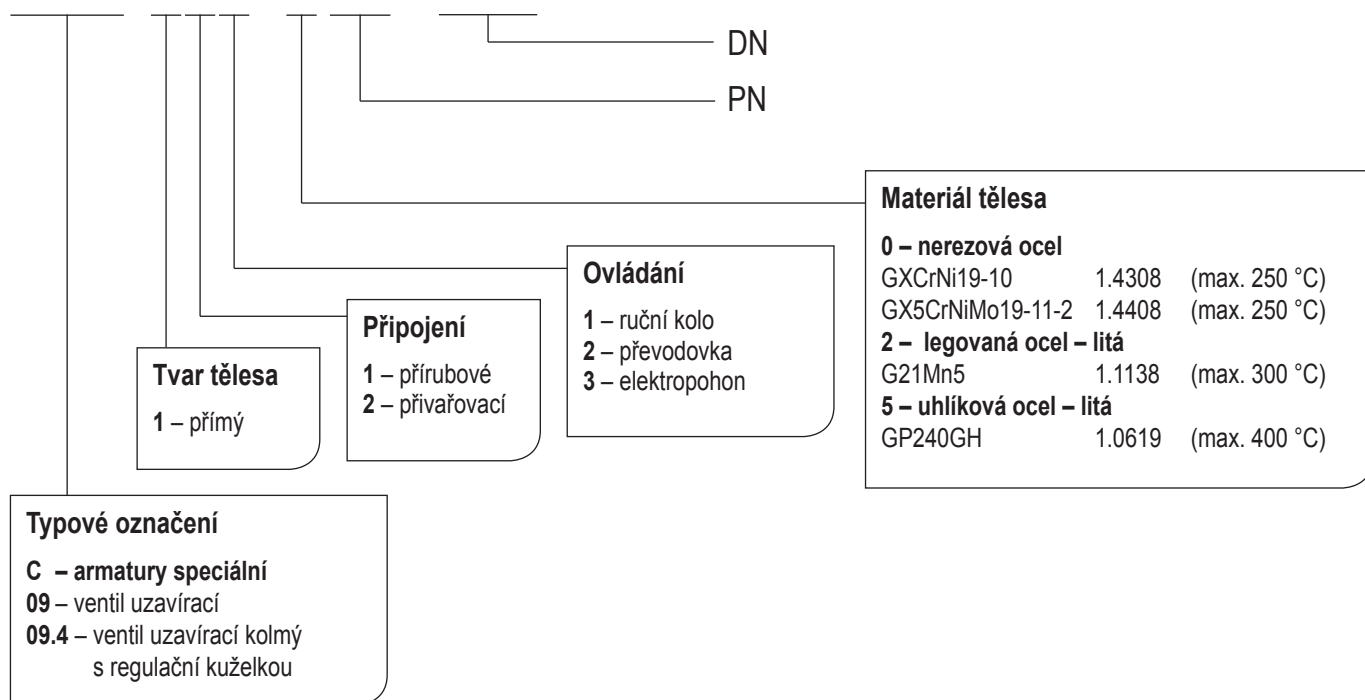 DN
PN
Materiál tělesa
0 – nerezová ocel
GXCrNi19-10 1.4308 (max. 250 °C)
GX5CrNiMo19-11-2 1.4408 (max. 250 °C)
2 – legovaná ocel – litá
G21Mn5 1.1138 (max. 300 °C)
5 – uhlíková ocel – litá
GP240GH 1.0619 (max. 400 °C)
Ovládání
1 – ruční kolo
2 – převodovka
3 – elektropohon
Připojení
1 – přírubové
2 – přivařovací
Tvar tělesa
1 – přímý
Typové označení
C – armatury speciální
09 – ventil uzavírací
09.4 – ventil uzavírací kolmý
s regulační kuželkou